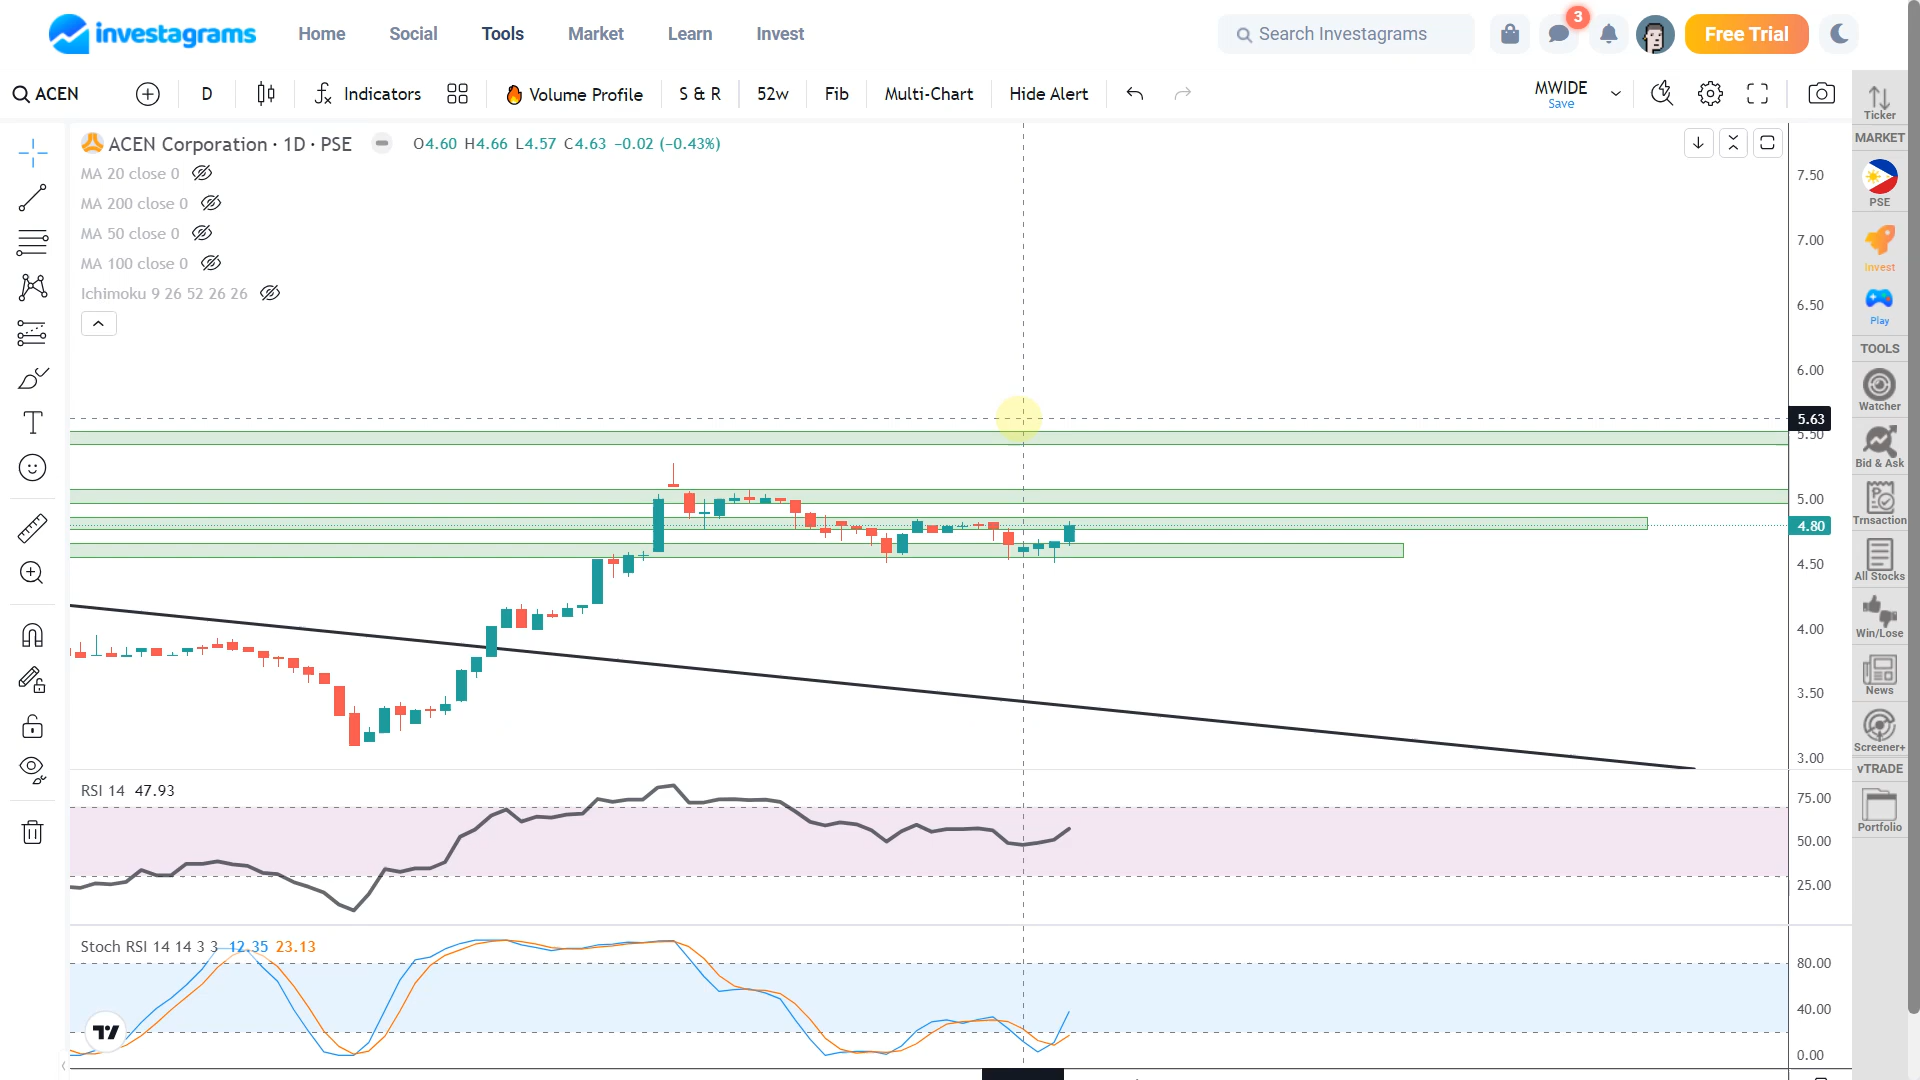 investagrams Home Social Tools Market Learn Invest Search Investagrams 3 Free Trial
ACEN D Indicators Volume Profile S & R 52w Fib Multi-Chart Hide Alert MWIDE
Save
Ticker
MARKET
PSE
Invest
Play
TOOLS
Watcher
Bid & Ask
Trnsaction
All Stocks
Win/Lose
News
Screener+
vTRADE
Portfolio
ACEN Corporation · 1D · PSE O4.60 H4.66 L4.57 C4.63 −0.02 (−0.43%)
MA 20 close 0
MA 200 close 0
MA 50 close 0
MA 100 close 0
Ichimoku 9 26 52 26 26
7.50
7.00
6.50
6.00
5.63
5.50
5.00
4.80
4.50
4.00
3.50
3.00
RSI 14 47.93
75.00
50.00
25.00
Stoch RSI 14 14 3 3 12.35 23.13
80.00
40.00
0.00